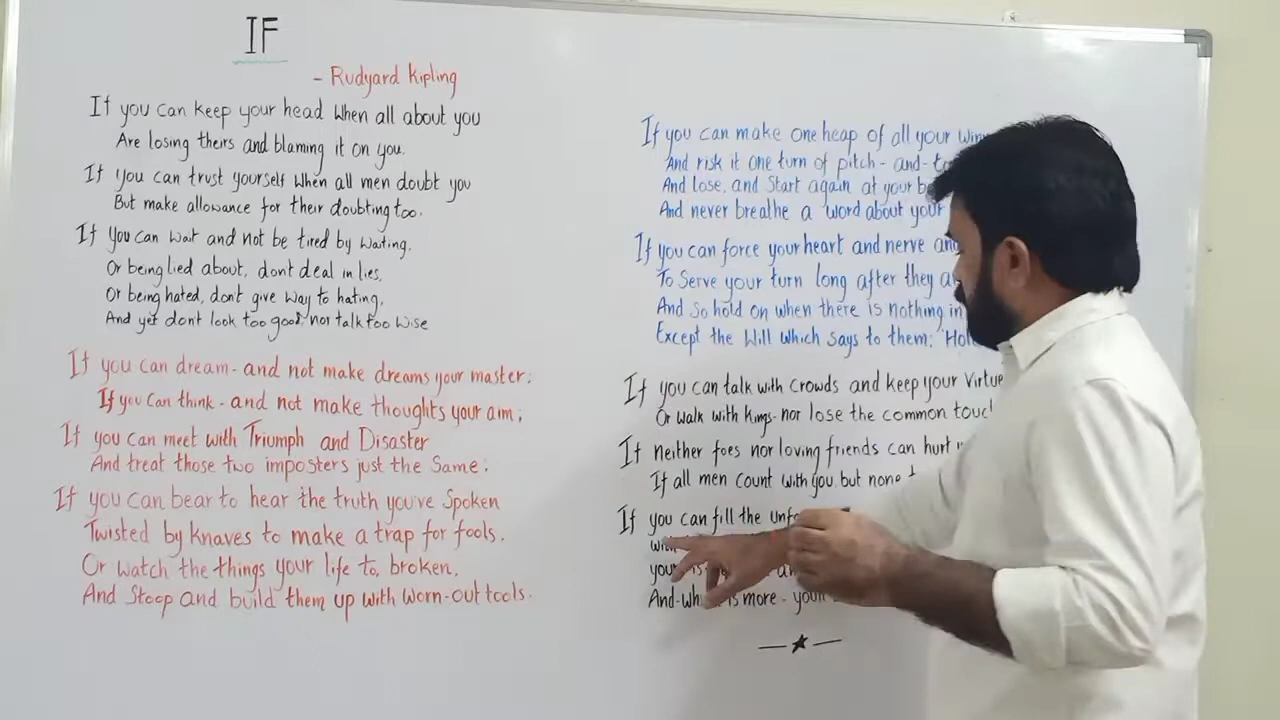 IF
- Rudyard Kipling
If you can keep your head when all about you
Are losing theirs and blaming it on you.
If you can trust yourself when all men doubt you
But make allowance for their doubting too.
If you can wait and not be tired by waiting,
Or being lied about, dont deal in lies,
Or being hated, don't give way to hating,
And yet dont look too good, nor talk too wise
If you can dream - and not make dreams your master;
If you can think - and not make thoughts your aim;
If you can meet with Triumph and Disaster
And treat those two imposters just the same:
If you can bear to hear the truth you've spoken
Twisted by knaves to make a trap for fools.
Or watch the things your life to, broken,
And stoop and build them up with worn-out tools.
If you can make one heap of all your
And risk it one turn of pitch - and -
And lose, and start again at your
And never breathe a word about your
If you can force your heart and nerve
To serve your turn long after they
And so hold on when there is nothing in
Except the Will which says to them: "
If you can talk with crowds and keep your virtue
Or walk with kings - nor lose the common
If neither foes nor loving friends can hurt
If all men count with you, but none
If you can fill the
And - is more -